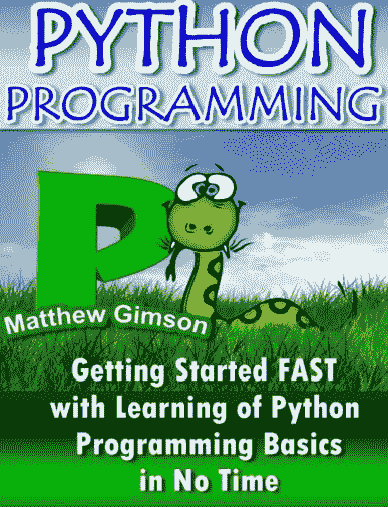 PYTHON
PROGRAMMING
P
Matthew Gimson
Getting Started FAST
with Learning of Python
Programming Basics
in No Time